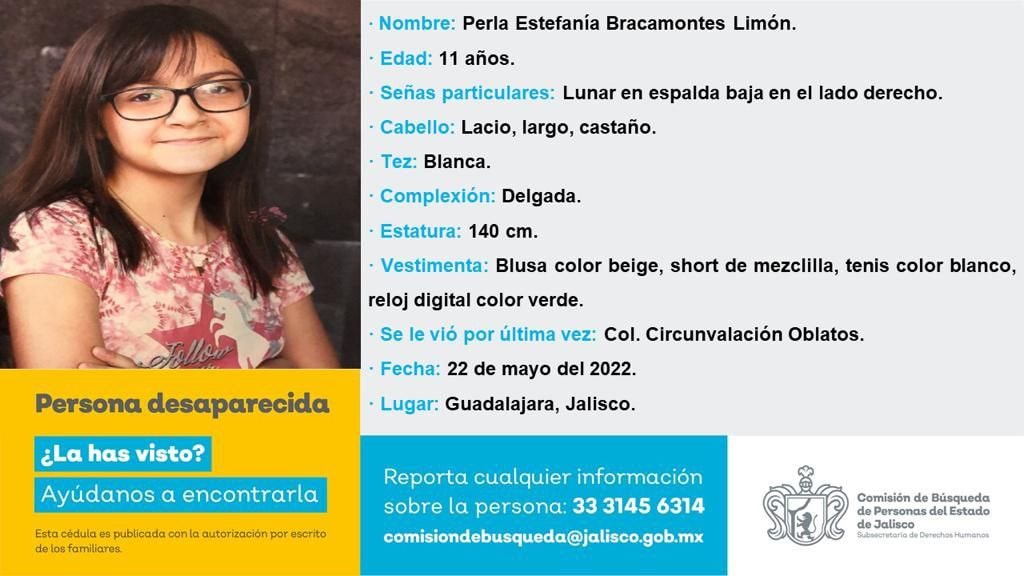 · Nombre: Perla Estefanía Bracamontes Limón.
· Edad: 11 años.
· Señas particulares: Lunar en espalda baja en el lado derecho.
· Cabello: Lacio, largo, castaño.
· Tez: Blanca.
· Complexión: Delgada.
· Estatura: 140 cm.
· Vestimenta: Blusa color beige, short de mezclilla, tenis color blanco,
reloj digital color verde.
· Se le vió por última vez: Col. Circunvalación Oblatos.
· Fecha: 22 de mayo del 2022.
· Lugar: Guadalajara, Jalisco.
Follow
Persona desaparecida
¿La has visto?
Ayúdanos a encontrarla
Esta cédula es publicada con la autorización por escrito
de los familiares.
Reporta cualquier información
sobre la persona: 33 3145 6314
comisiondebusqueda@jalisco.gob.mx
Comisión de Búsqueda
de Personas del Estado
de Jalisco
Subsecretaría de Derechos Humanos